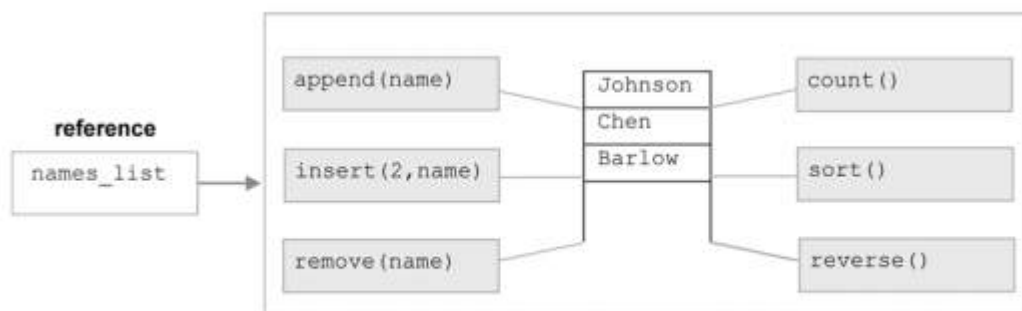 reference
names_list
append(name)
insert(2,name)
remove(name)
Johnson
Chen
Barlow
count()
sort()
reverse()